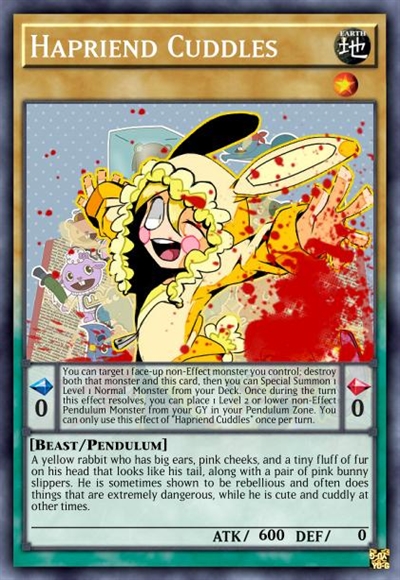 Hapriend Cuddles
EARTH
地
You can target 1 face-up non-Effect monster you control; destroy
both that monster and this card, then you can Special Summon 1
Level 1 Normal Monster from your Deck. Once during the turn
this effect resolves, you can place 1 Level 2 or lower non-Effect
Pendulum Monster from your GY in your Pendulum Zone. You
can only use this effect of "Hapriend Cuddles" once per turn.
0
0
[Beast/Pendulum]
A yellow rabbit who has big ears, pink cheeks, and a tiny fluff of fur
on his head that looks like his tail, along with a pair of pink bunny
slippers. He is sometimes shown to be rebellious and often does
things that are extremely dangerous, while he is cute and cuddly at
other times.
ATK/ 600 DEF/ 0